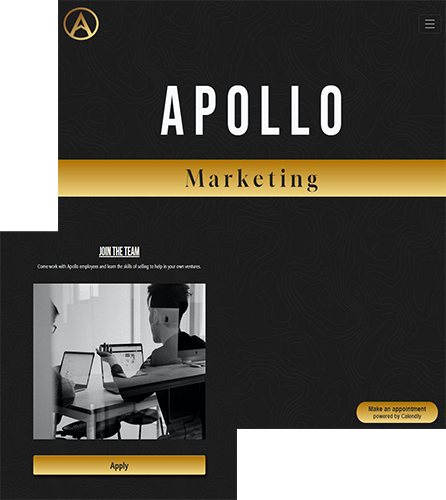 APOLLO
Marketing
JOIN THE TEAM
Come work with Apollo employees and learn the skills of selling to help in your own ventures.
Apply
Make an appointment
powered by Calendly